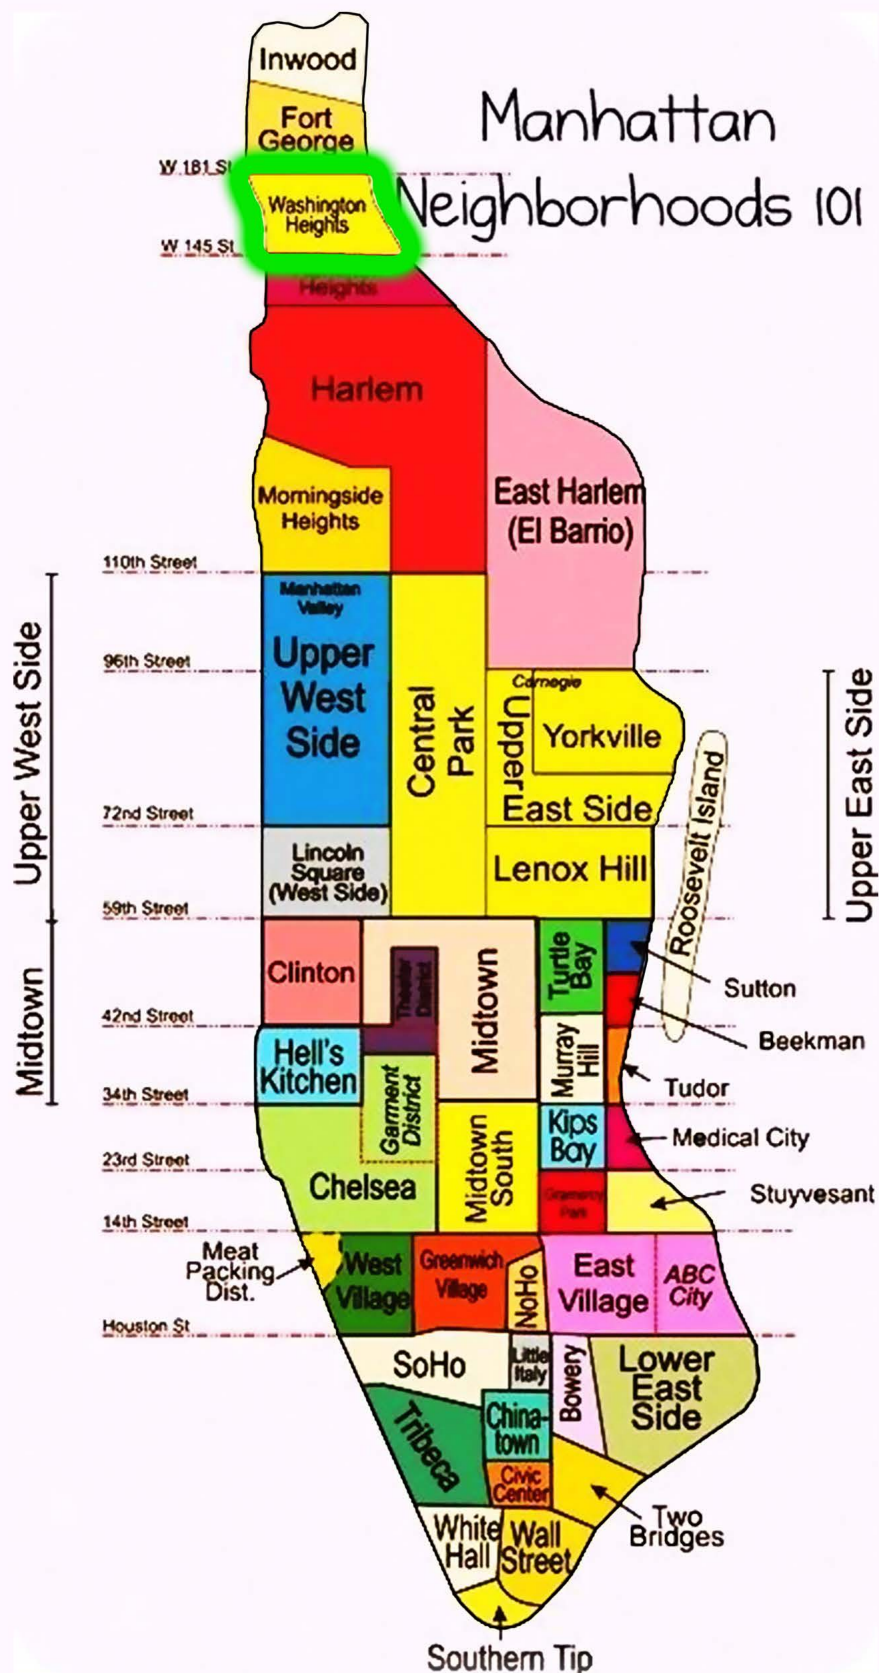 Inwood
Manhattan
Neighborhoods 101
Fort
George
W 181 St
Washington
Heights
W 145 St
Heights
Harlem
East Harlem
(El Barrio)
Morningside
Heights
110th Street
Manhattan
Valley
Upper
West
Side
Upper West Side
96th Street
Central
Park
Carnegie
Upper
East Side
Yorkville
Upper East Side
Roosevelt Island
72nd Street
Lincoln
Square
(West Side)
Lenox Hill
59th Street
Midtown
Clinton
Theater
District
Midtown
Turtle
Bay
Sutton
Beekman
42nd Street
Hell's
Kitchen
Murray
Hill
Tudor
34th Street
Garment
District
Kips
Bay
Medical City
23rd Street
Chelsea
Midtown
South
Gramercy
Park
Stuyvesant
14th Street
Meat
Packing
Dist.
West
Village
Greenwich
Village
NoHo
East
Village
ABC
City
Houston St
SoHo
Little
Italy
Bowery
Lower
East
Side
Tribeca
China-
town
Civic
Center
Two
Bridges
White
Hall
Wall
Street
Southern Tip